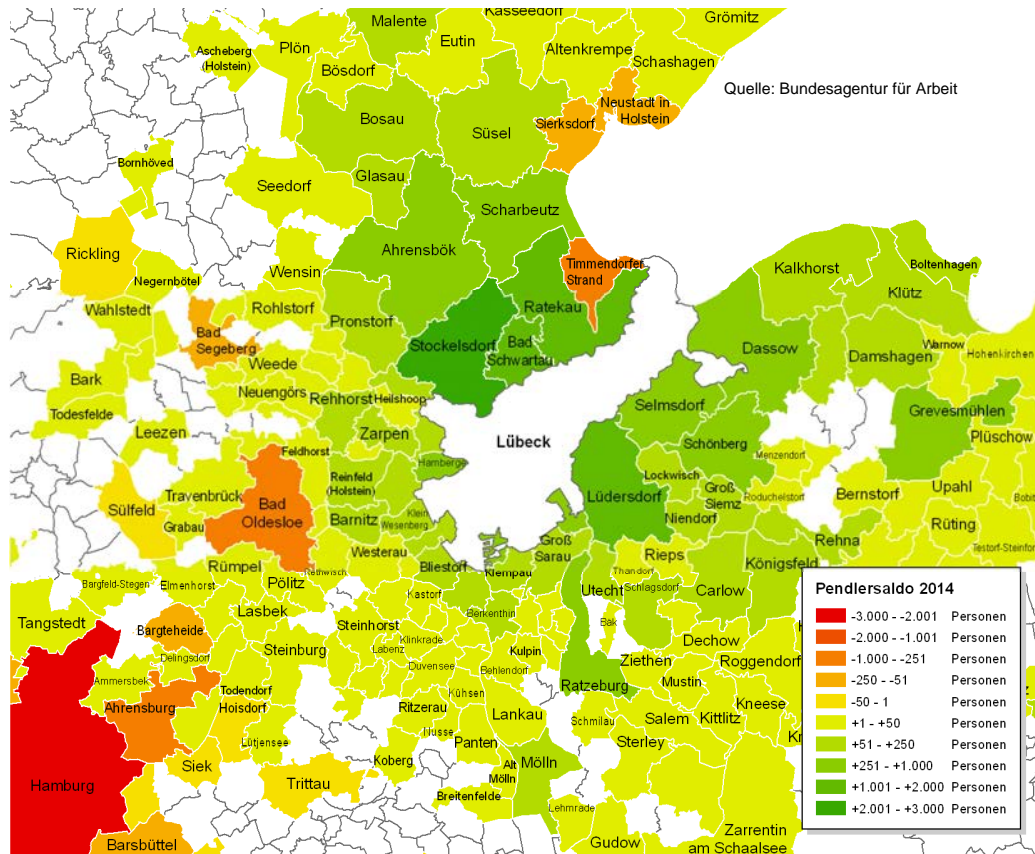 Kasseedorf
Malente
Grömitz
Plön
Eutin
Altenkrempe
Ascheberg
(Holstein)
Schashagen
Bösdorf
Quelle: Bundesagentur für Arbeit
Neustadt in
Holstein
Bosau
Süsel
Sierksdorf
Bornhöved
Glasau
Seedorf
Scharbeutz
Rickling
Ahrensbök
Timmendorfer
Strand
Wensin
Negernbötel
Kalkhorst
Boltenhagen
Klütz
Wahlstedt
Rohlstorf
Pronstorf
Ratekau
Bad
Segeberg
Stockelsdorf
Bad
Schwartau
Dassow
Damshagen
Warnow
Hohenkirchen
Weede
Bark
Neuengörs
Rehhorst
Heilshoop
Selmsdorf
Grevesmühlen
Todesfelde
Leezen
Zarpen
Lübeck
Schönberg
Plüschow
Feldhorst
Hamberge
Menzendorf
Reinfeld
(Holstein)
Lockwisch
Sülfeld
Travenbrück
Bad
Oldesloe
Lüdersdorf
Groß
Siemz
Roduchelstorf
Bernstorf
Upahl
Bobi
Grabau
Barnitz
Klein
Wesenberg
Niendorf
Rüting
Groß
Sarau
Rehna
Testorf-Steinfor
Westerau
Rieps
Rümpel
Bliestorf
Königsfeld
Rethwisch
Klempau
Thandorf
Bargfeld-Stegen
Elmenhorst
Pölitz
Kastorf
Utecht
Schlagsdorf
Carlow
Lasbek
Berkenthin
Tangstedt
Bargteheide
Steinhorst
Bäk
Klinkrade
Dechow
Delingsdorf
Steinburg
Labenz
Kulpin
Duvensee
Ziethen
Roggendorf
Ammersbek
Behlendorf
Mustin
Todendorf
Kühsen
Ratzeburg
Ahrensburg
Hoisdorf
Ritzerau
Lankau
Kneese
Schmilau
Salem
Kittlitz
Nusse
Lütjensee
Panten
Sterley
Siek
Koberg
Alt
Mölln
Mölln
Hamburg
Trittau
Breitenfelde
Lehmrade
Barsbüttel
Gudow
Zarrentin
am Schaalsee
Pendlersaldo 2014
-3.000 - -2.001 Personen
-2.000 - -1.001 Personen
-1.000 - -251 Personen
-250 - -51 Personen
-50 - 1 Personen
+1 - +50 Personen
+51 - +250 Personen
+251 - +1.000 Personen
+1.001 - +2.000 Personen
+2.001 - +3.000 Personen